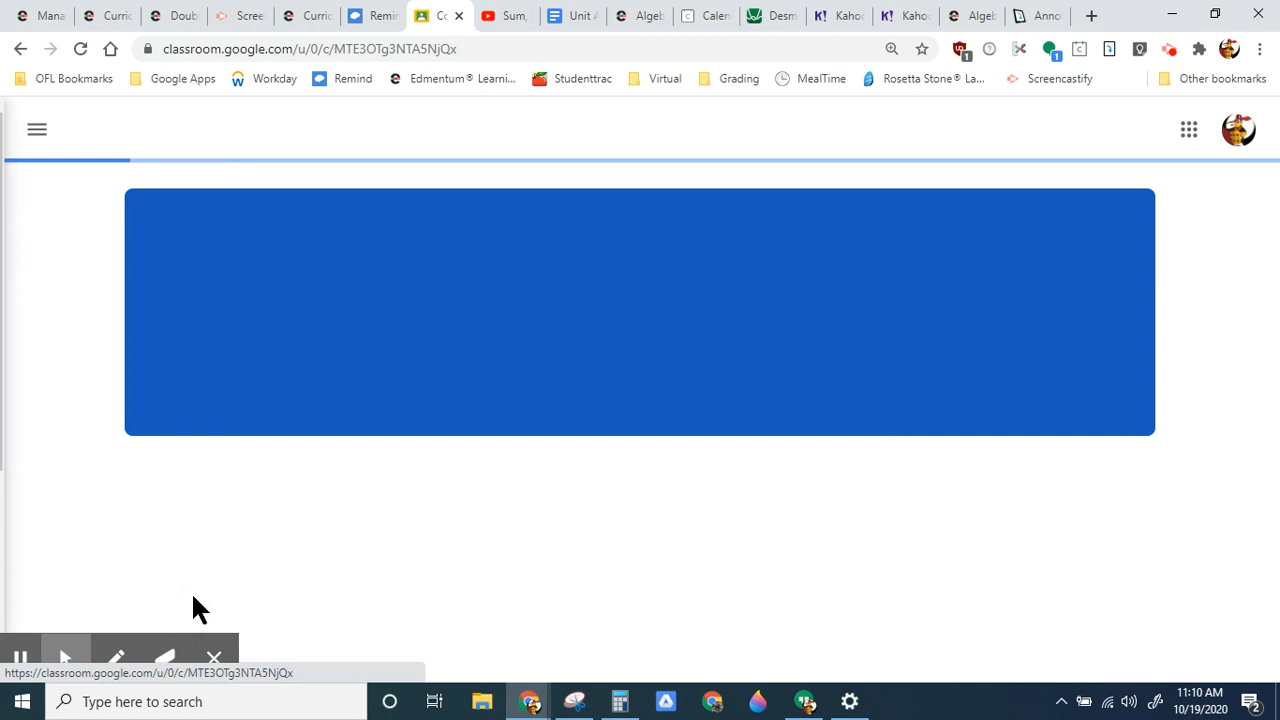 Mana
Curric
Doub
Scree
Curric
Remi
Co
Sum,
Unit
Algeb
Calen
Desm
Kaho
Kaho
Algeb
Anno
classroom.google.com/u/0/c/MTE3OTg3NTA5NjQx
OFL Bookmarks
Google Apps
Workday
Remind
Edmentum® Learni...
Studenttrac
Virtual
Grading
MealTime
Rosetta Stone® La...
Screencastify
Other bookmarks
https://classroom.google.com/u/0/c/MTE3OTg3NTA5NjQx
Type here to search
11:10 AM
10/19/2020